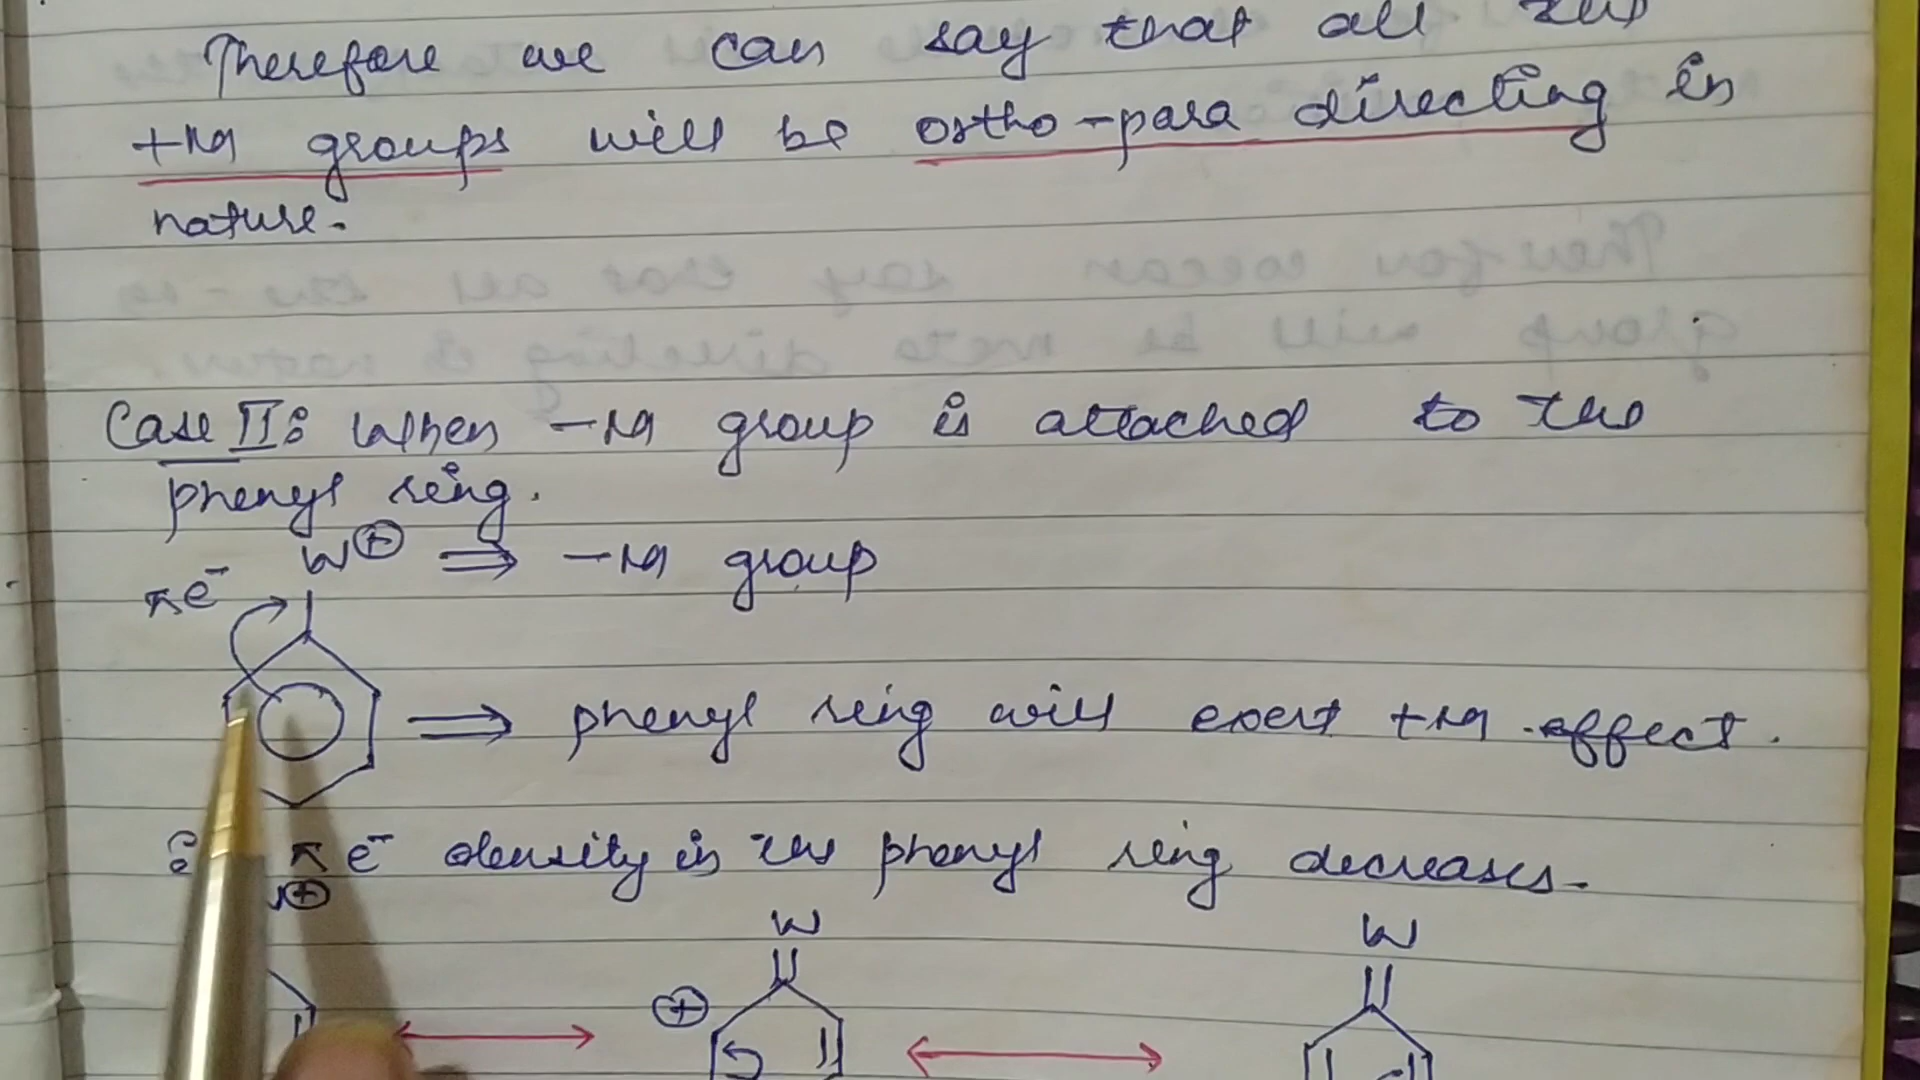 Therefore we can say that all the
+M groups will be ortho-para directing in
nature.
Case II: When -M group is attached to the
phenyl ring.
W⊕ ⇒ -M group
πe⁻
⇒ phenyl ring will exert +M effect.
π e⁻ density in the phenyl ring decreases.
⊕
W W
⊕